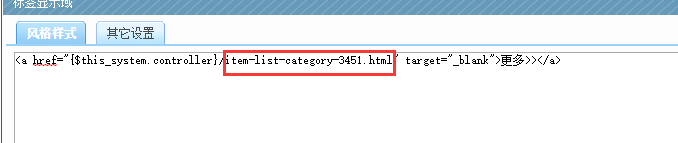 标签显示域
风格样式
其它设置
<a href="{$this_system.controller}/item-list-category-3451.html" target="_blank">更多>></a>